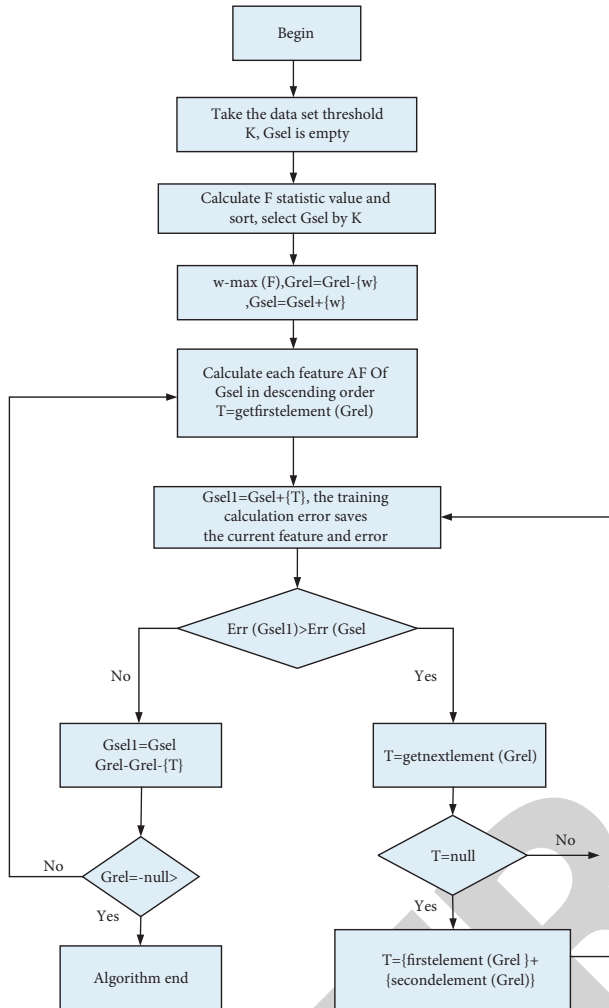 Begin
Take the data set threshold
K, Gsel is empty
Calculate F statistic value and
sort, select Gsel by K
w-max (F),Grel=Grel-{w}
,Gsel=Gsel+{w}
Calculate each feature AF Of
Gsel in descending order
T=getfirstelement (Grel)
Gsel1=Gsel+{T}, the training
calculation error saves
the current feature and error
Err (Gsel1)>Err (Gsel
No
Yes
Gsel1=Gsel
Grel-Grel-{T}
T=getnextlement (Grel)
T=null
No
Grel=-null>
No
Yes
Yes
Algorithm end
T={firstelement (Grel }+
{secondelement (Grel)}